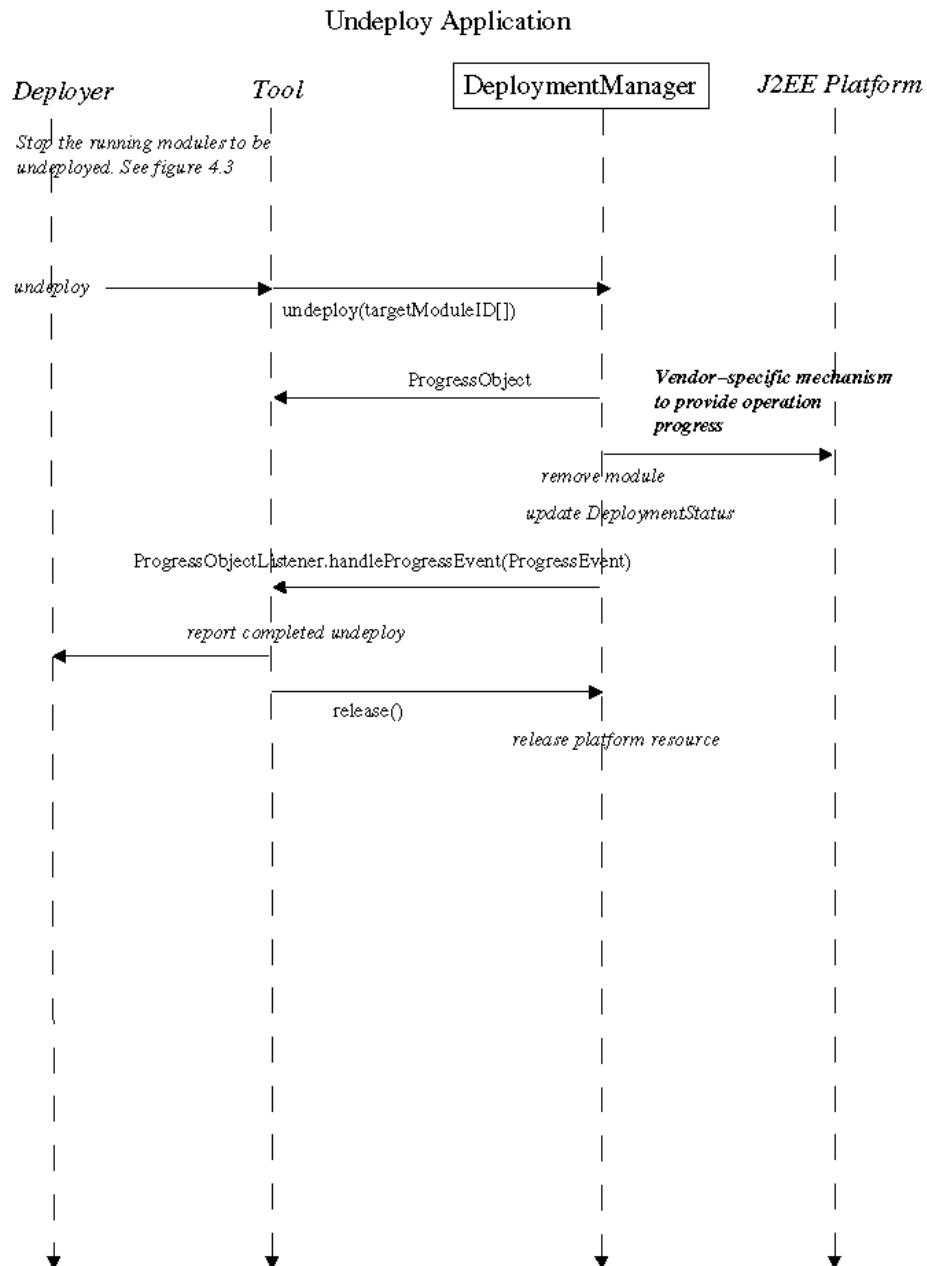 Undeploy Application
Deployer Tool DeploymentManager J2EE Platform
Stop the running modules to be
undeployed. See figure 4.3
undeploy
undeploy(targetModuleID[])
ProgressObject
Vendor-specific mechanism
to provide operation
progress
remove module
update DeploymentStatus
ProgressObjectListener.handleProgressEvent(ProgressEvent)
report completed undeploy
release()
release platform resource